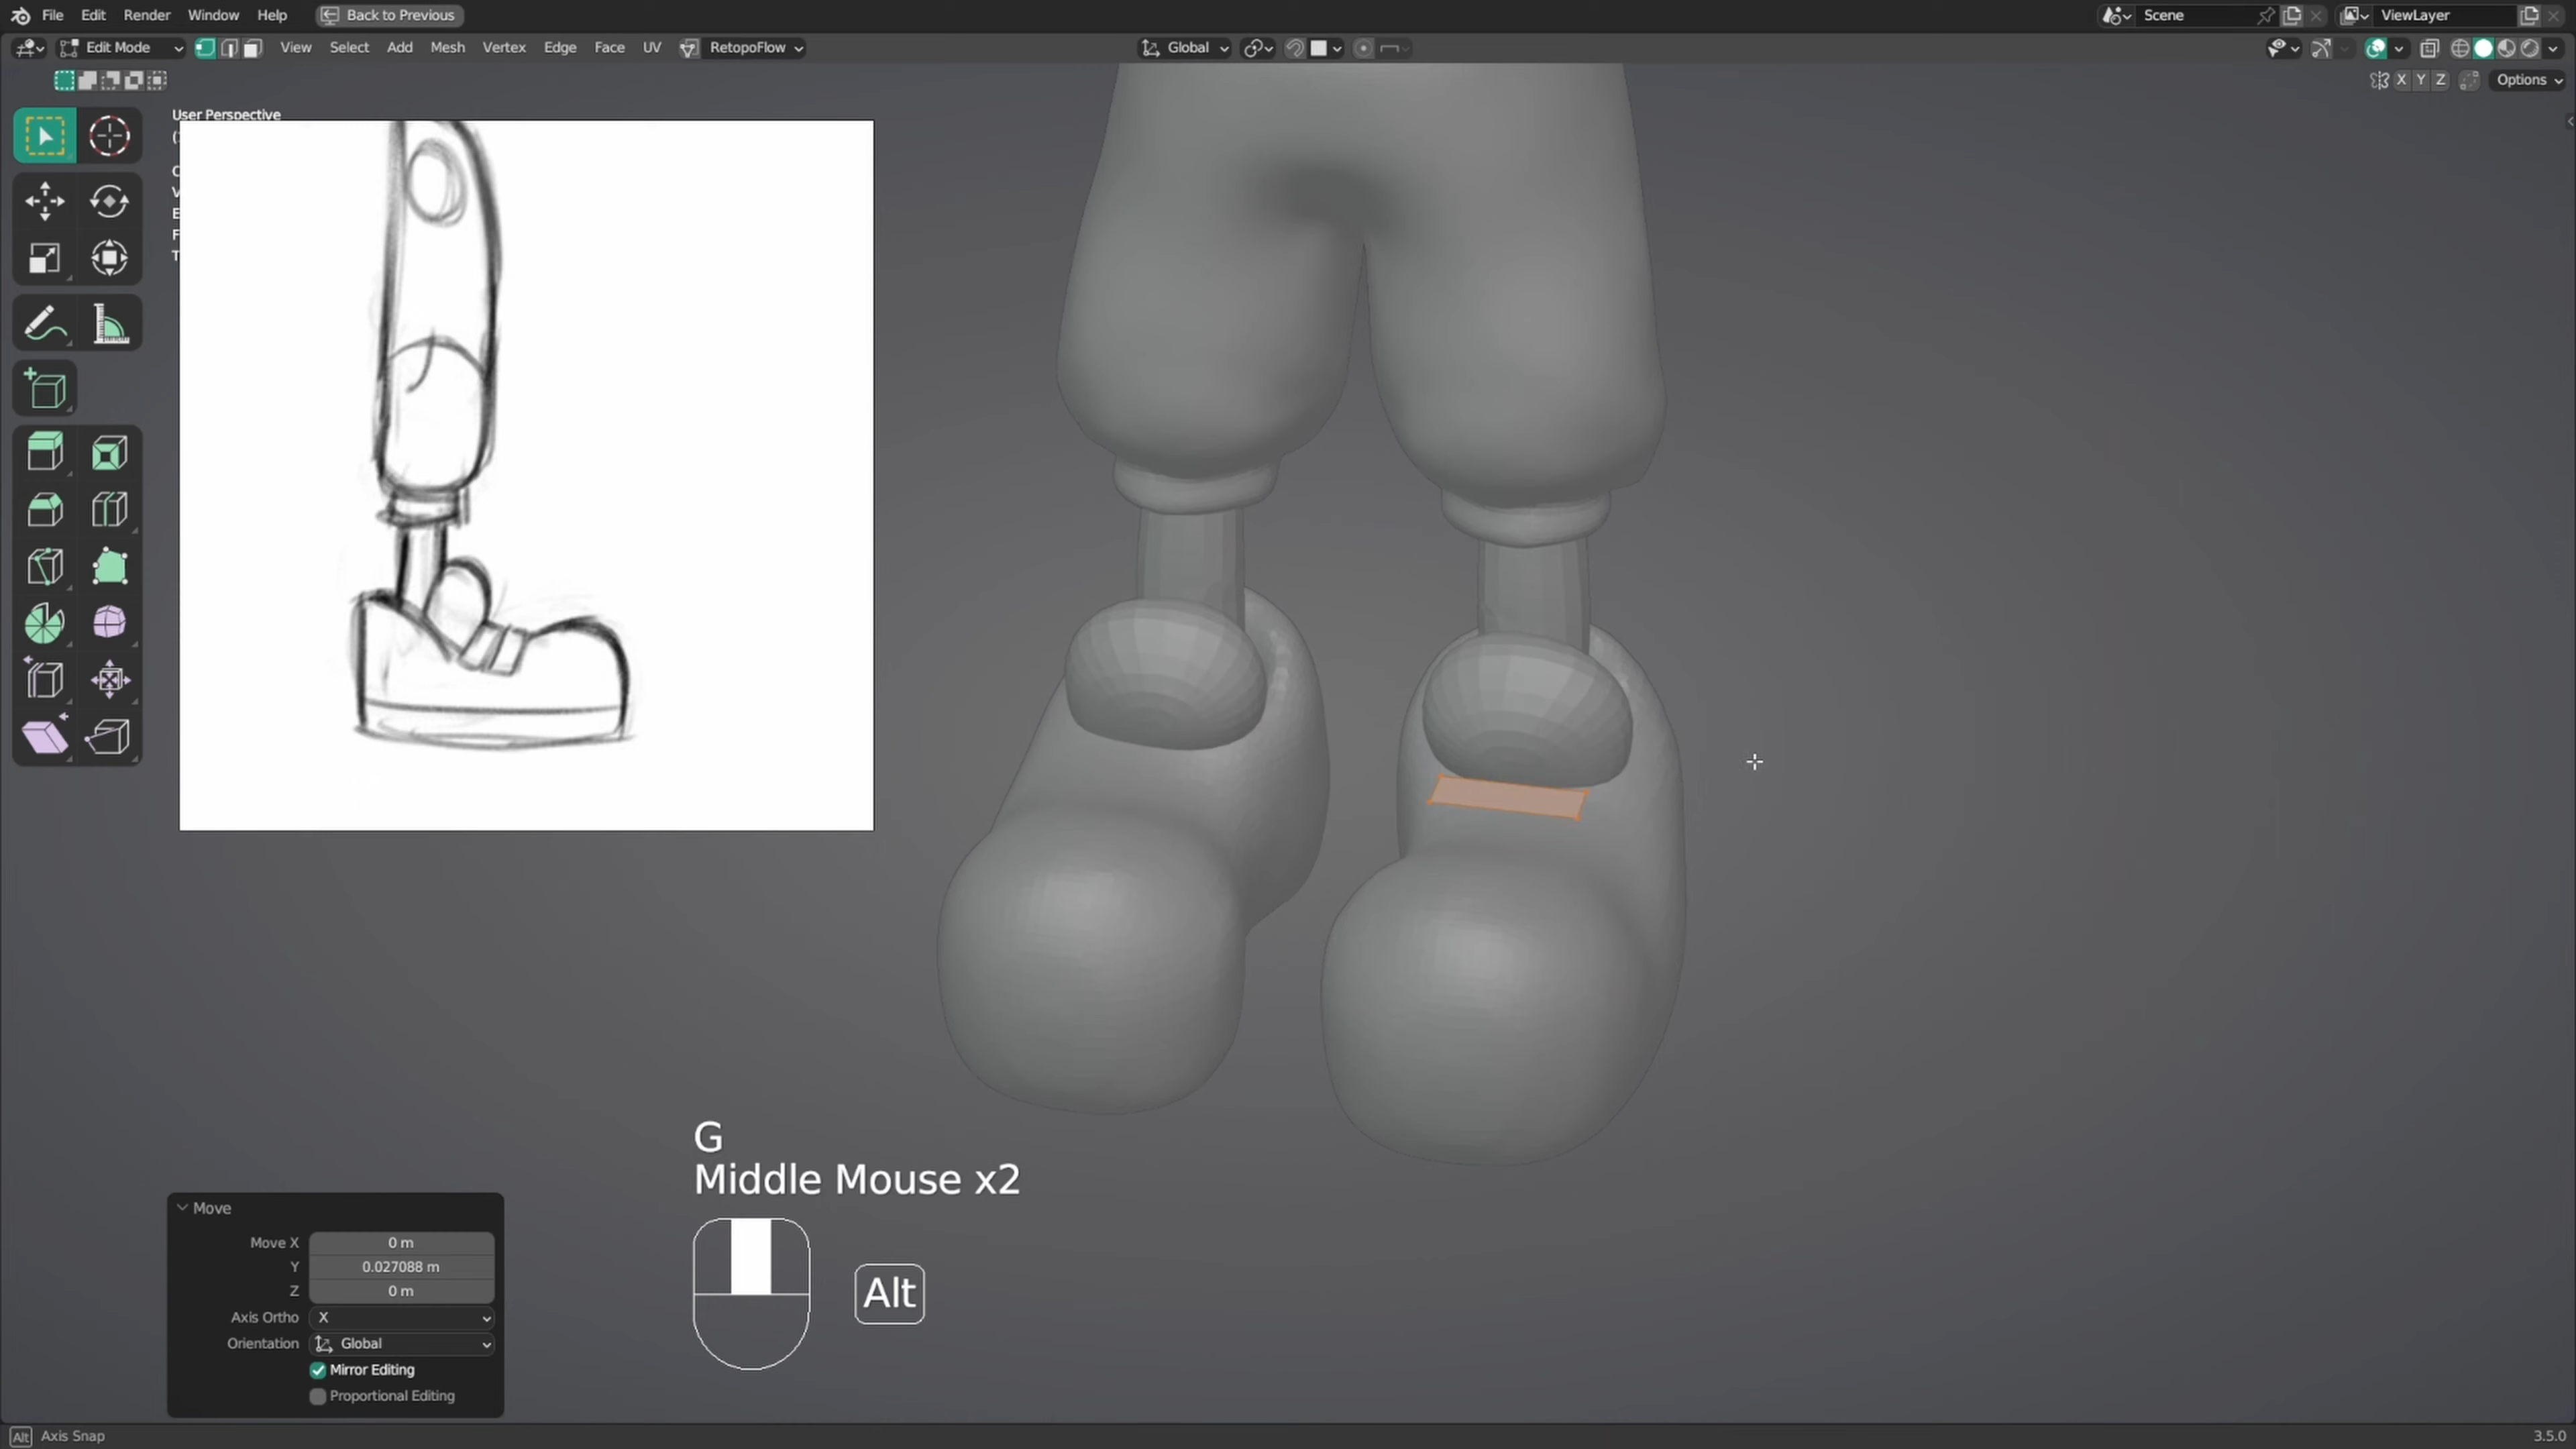 File Edit Render Window Help Back to Previous Scene ViewLayer
Edit Mode View Select Add Mesh Vertex Edge Face UV RetopoFlow Global
X Y Z Options
User Perspective
(
C
V
E
F
T
G
Middle Mouse x2
Alt
Move
Move X 0 m
Y 0.027088 m
Z 0 m
Axis Ortho X
Orientation Global
Mirror Editing
Proportional Editing
Alt Axis Snap 3.5.0